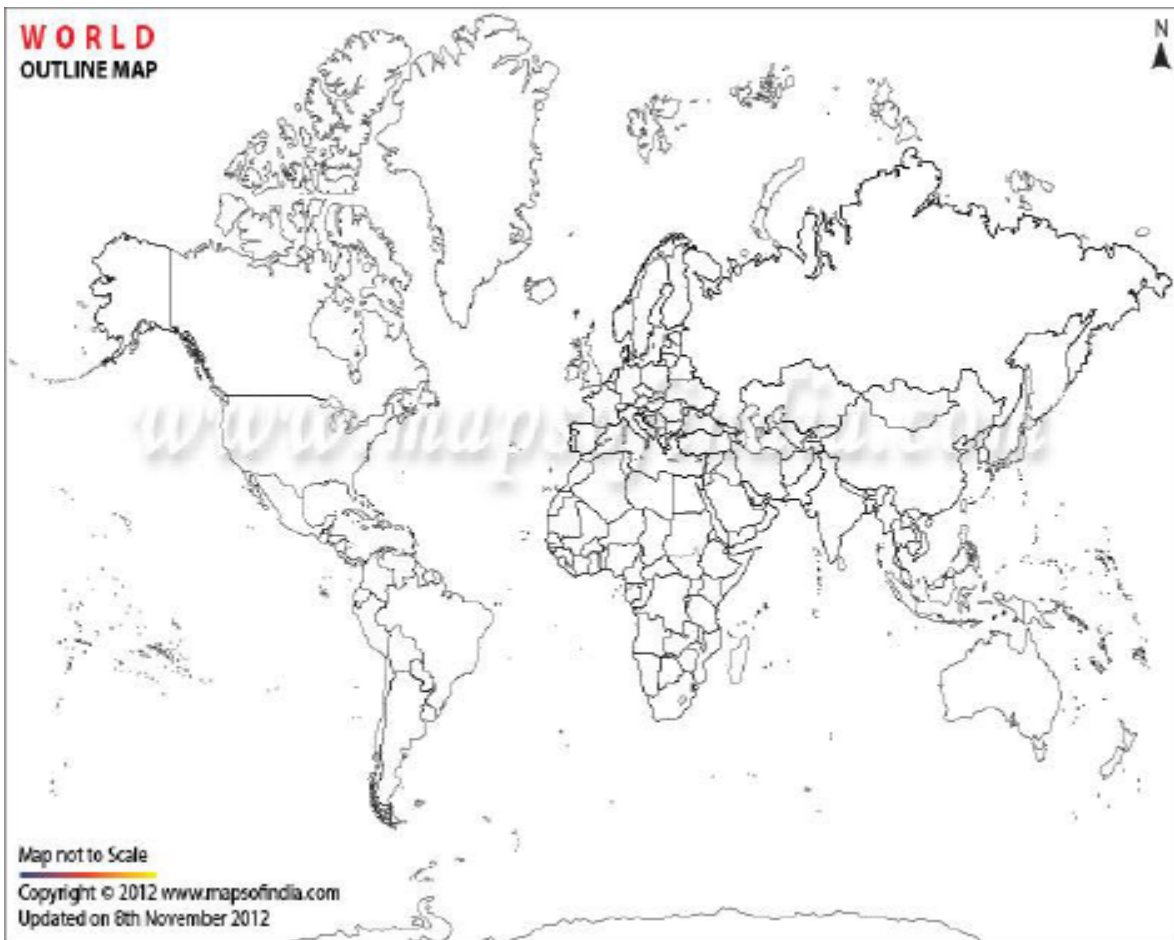 WORLD
OUTLINE MAP
N
www.mapsofindia.com
Map not to Scale
Copyright © 2012 www.mapsofindia.com
Updated on 8th November 2012